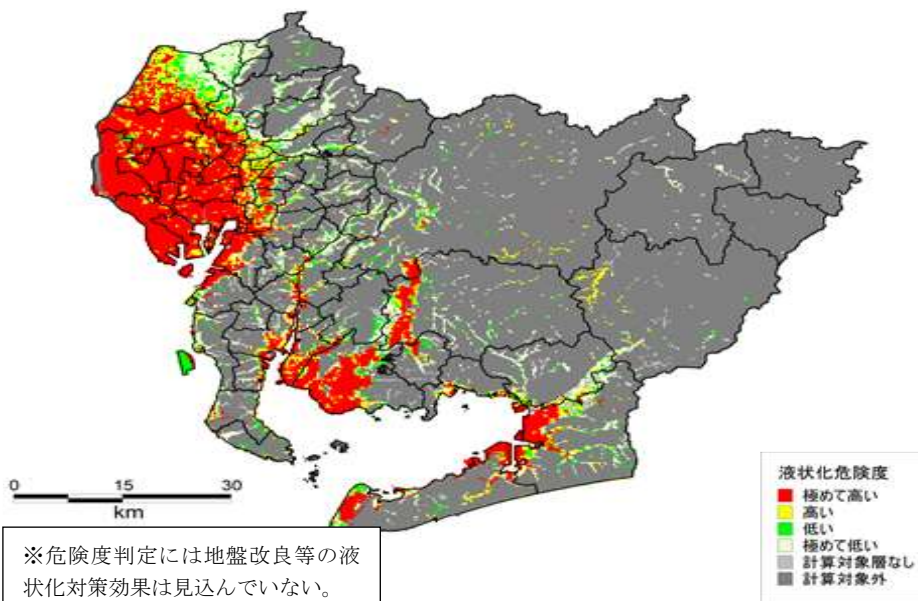 0 15 30
km
※危険度判定には地盤改良等の液
状化対策効果は見込んでいない。
液状化危険度
極めて高い
高い
低い
極めて低い
計算対象層なし
計算対象外